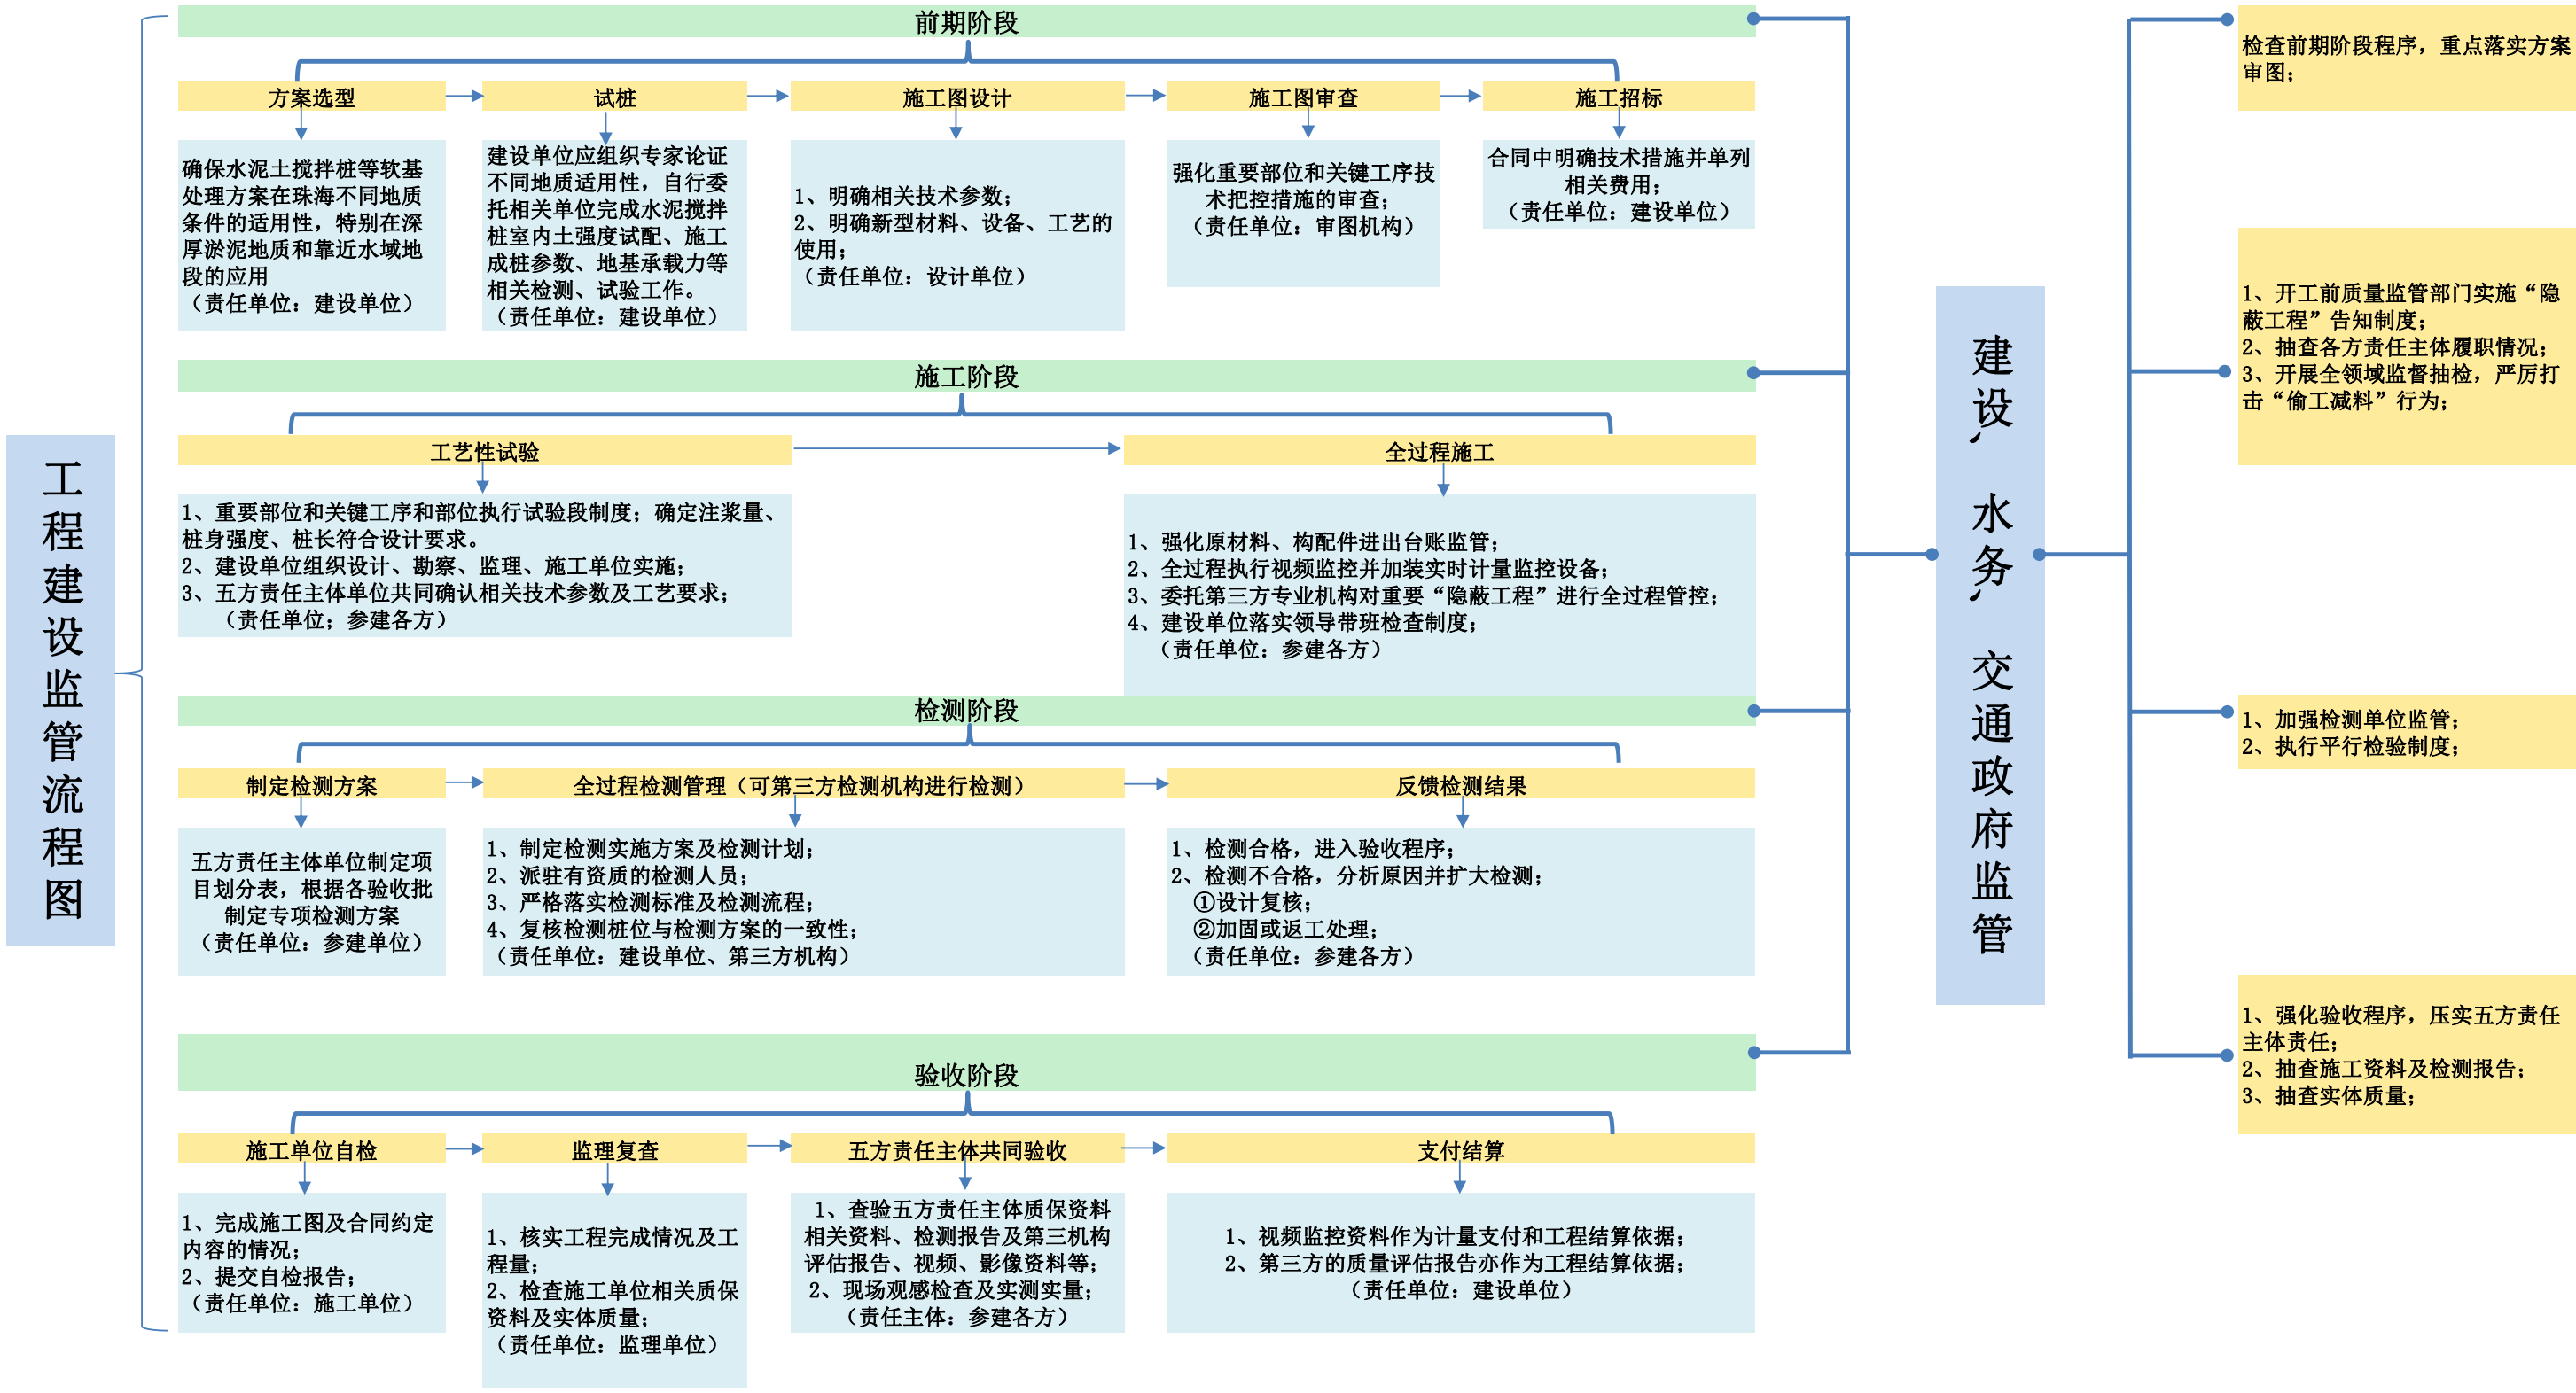 工程建设监管流程图
前期阶段
方案选型
试桩
施工图设计
施工图审查
施工招标
确保水泥土搅拌桩等软基
处理方案在珠海不同地质
条件的适用性，特别在深
厚淤泥地质和靠近水域地
段的应用
（责任单位：建设单位）
建设单位应组织专家论证
不同地质适用性，自行委
托相关单位完成水泥搅拌
桩室内土强度试配、施工
成桩参数、地基承载力等
相关检测、试验工作。
（责任单位：建设单位）
1、明确相关技术参数；
2、明确新型材料、设备、工艺的
使用；
（责任单位：设计单位）
强化重要部位和关键工序技
术把控措施的审查；
（责任单位：审图机构）
合同中明确技术措施并单列
相关费用；
（责任单位：建设单位）
施工阶段
工艺性试验
全过程施工
1、重要部位和关键工序和部位执行试验段制度；确定注浆量、
桩身强度、桩长符合设计要求。
2、建设单位组织设计、勘察、监理、施工单位实施；
3、五方责任主体单位共同确认相关技术参数及工艺要求；
（责任单位；参建各方）
1、强化原材料、构配件进出台账监管；
2、全过程执行视频监控并加装实时计量监控设备；
3、委托第三方专业机构对重要“隐蔽工程”进行全过程管控；
4、建设单位落实领导带班检查制度；
（责任单位：参建各方）
检测阶段
制定检测方案
全过程检测管理（可第三方检测机构进行检测）
反馈检测结果
五方责任主体单位制定项
目划分表，根据各验收批
制定专项检测方案
（责任单位：参建单位）
1、制定检测实施方案及检测计划；
2、派驻有资质的检测人员；
3、严格落实检测标准及检测流程；
4、复核检测桩位与检测方案的一致性；
（责任单位：建设单位、第三方机构）
1、检测合格，进入验收程序；
2、检测不合格，分析原因并扩大检测；
①设计复核；
②加固或返工处理；
（责任单位：参建各方）
验收阶段
施工单位自检
监理复查
五方责任主体共同验收
支付结算
1、完成施工图及合同约定
内容的情况；
2、提交自检报告；
（责任单位：施工单位）
1、核实工程完成情况及工
程量；
2、检查施工单位相关质保
资料及实体质量；
（责任单位：监理单位）
1、查验五方责任主体质保资料
相关资料、检测报告及第三机构
评估报告、视频、影像资料等；
2、现场观感检查及实测实量；
（责任主体：参建各方）
1、视频监控资料作为计量支付和工程结算依据；
2、第三方的质量评估报告亦作为工程结算依据；
（责任单位：建设单位）
建设、水务、交通政府监管
检查前期阶段程序，重点落实方案
审图；
1、开工前质量监管部门实施“隐
蔽工程”告知制度；
2、抽查各方责任主体履职情况；
3、开展全领域监督抽检，严厉打
击“偷工减料”行为；
1、加强检测单位监管；
2、执行平行检验制度；
1、强化验收程序，压实五方责任
主体责任；
2、抽查施工资料及检测报告；
3、抽查实体质量；